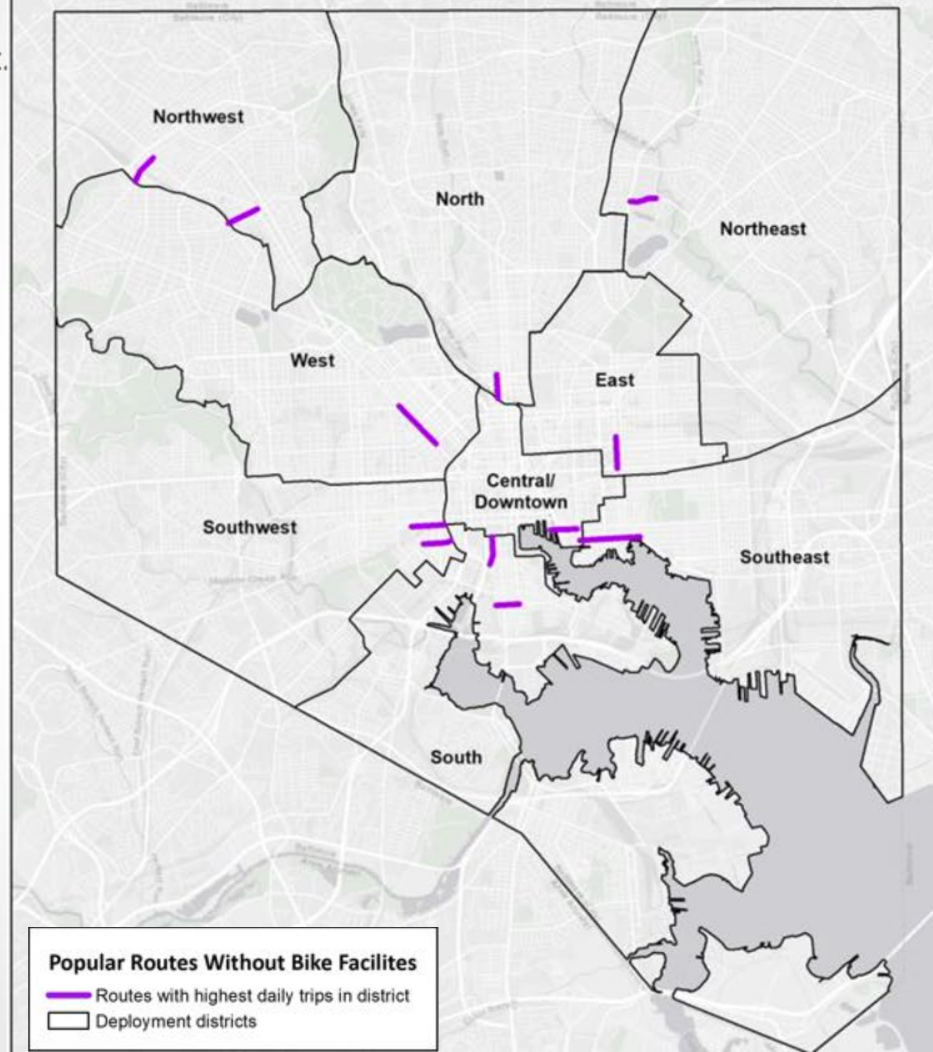 Northwest
North
Northeast
West
East
Central/
Downtown
Southwest
Southeast
South
Popular Routes Without Bike Facilites
Routes with highest daily trips in district
Deployment districts